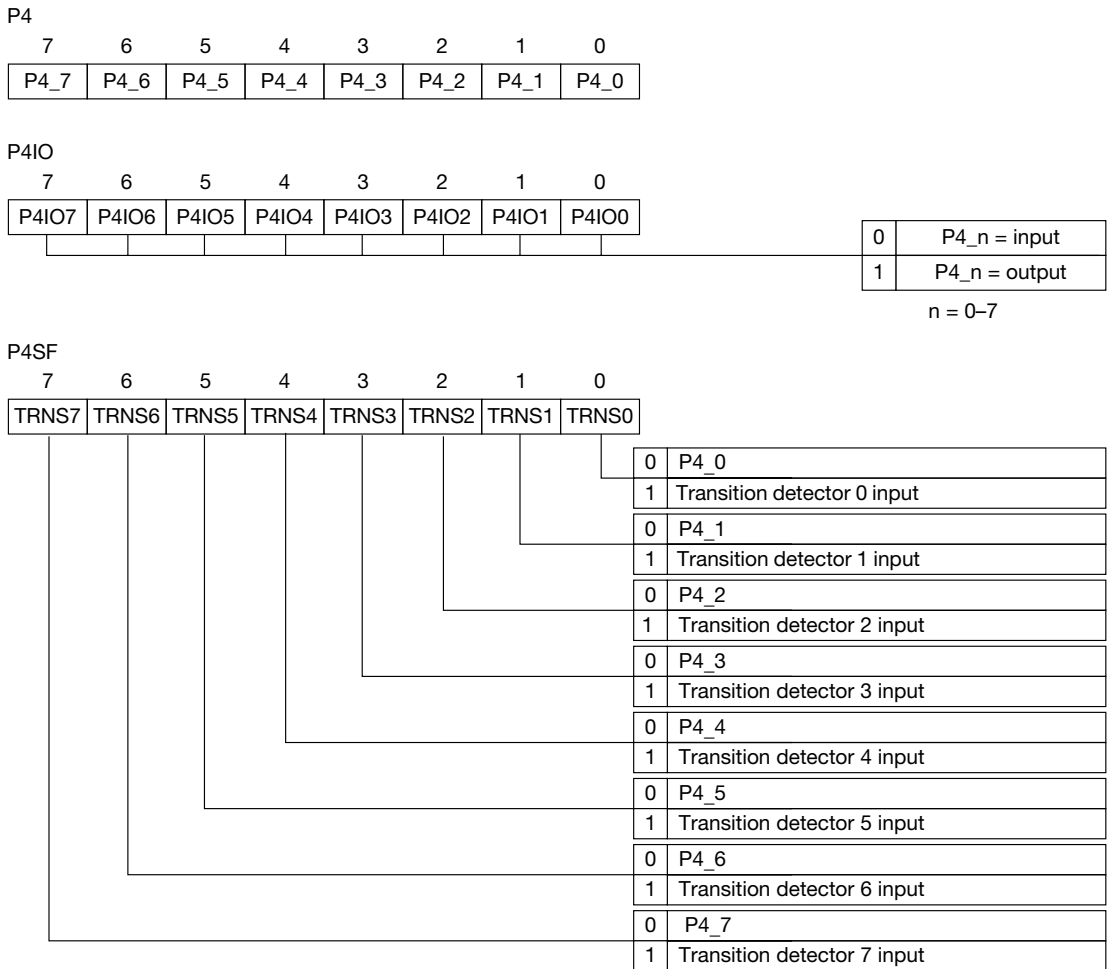 P4
7 6 5 4 3 2 1 0
P4_7 P4_6 P4_5 P4_4 P4_3 P4_2 P4_1 P4_0
P4IO
7 6 5 4 3 2 1 0
P4IO7 P4IO6 P4IO5 P4IO4 P4IO3 P4IO2 P4IO1 P4IO0
0 P4_n = input
1 P4_n = output
n = 0–7
P4SF
7 6 5 4 3 2 1 0
TRNS7 TRNS6 TRNS5 TRNS4 TRNS3 TRNS2 TRNS1 TRNS0
0 P4_0
1 Transition detector 0 input
0 P4_1
1 Transition detector 1 input
0 P4_2
1 Transition detector 2 input
0 P4_3
1 Transition detector 3 input
0 P4_4
1 Transition detector 4 input
0 P4_5
1 Transition detector 5 input
0 P4_6
1 Transition detector 6 input
0 P4_7
1 Transition detector 7 input